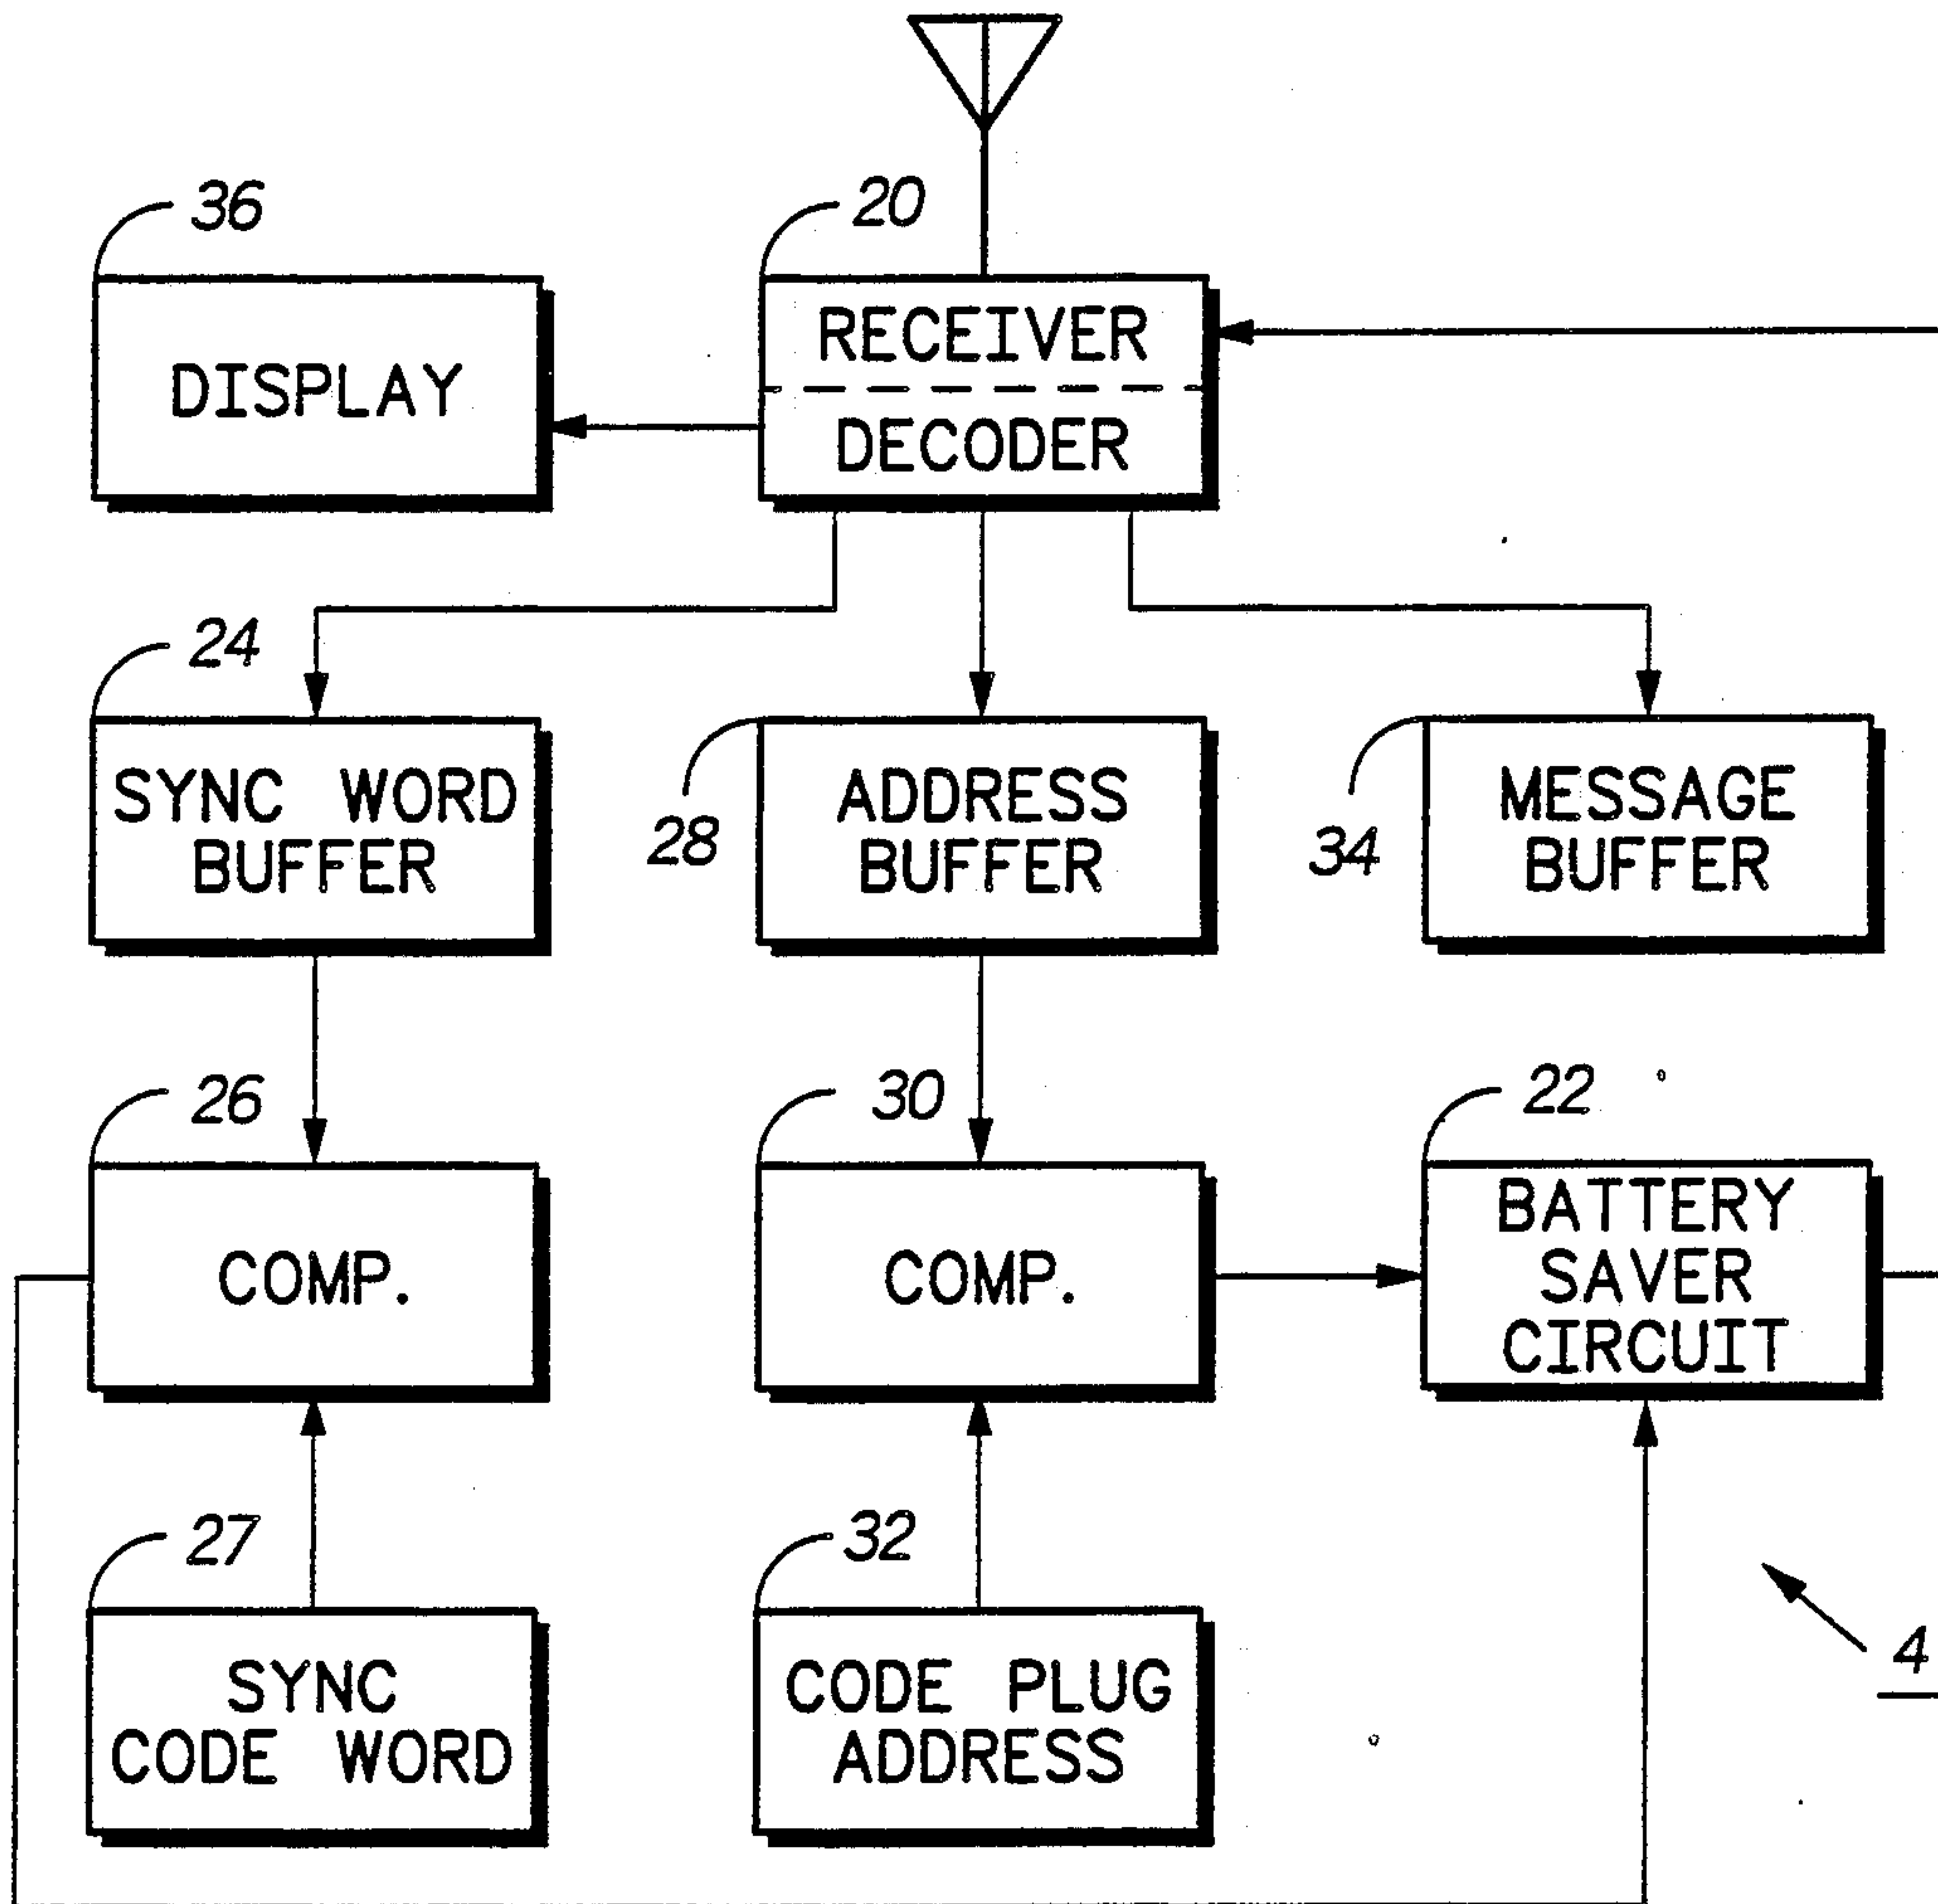 36
20
DISPLAY
RECEIVER
DECODER
24
SYNC WORD
BUFFER
28
ADDRESS
BUFFER
34
MESSAGE
BUFFER
26
COMP.
30
COMP.
22
BATTERY
SAVER
CIRCUIT
27
SYNC
CODE WORD
32
CODE PLUG
ADDRESS
4